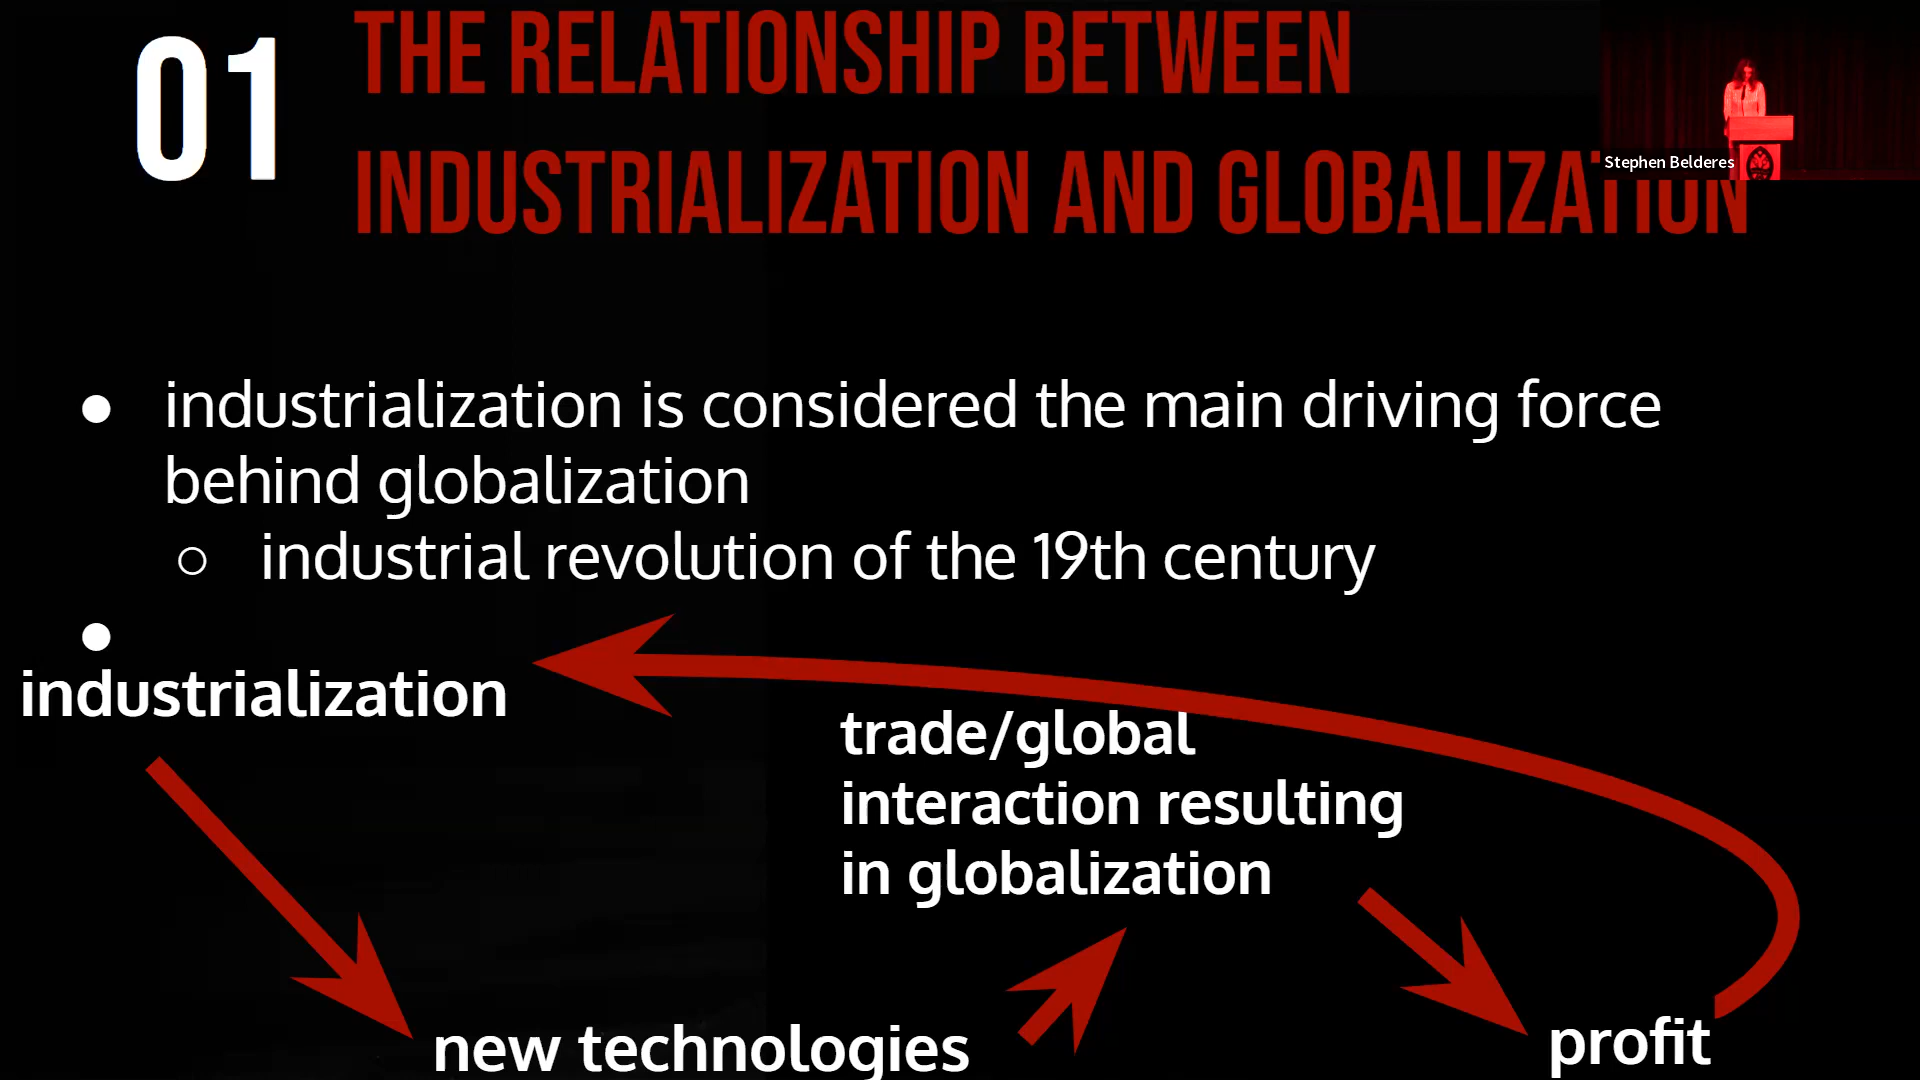 01
THE RELATIONSHIP BETWEEN
INDUSTRIALIZATION AND GLOBALIZATION
Stephen Belderes
● industrialization is considered the main driving force
behind globalization
○ industrial revolution of the 19th century
●
industrialization
trade/global
interaction resulting
in globalization
new technologies
profit